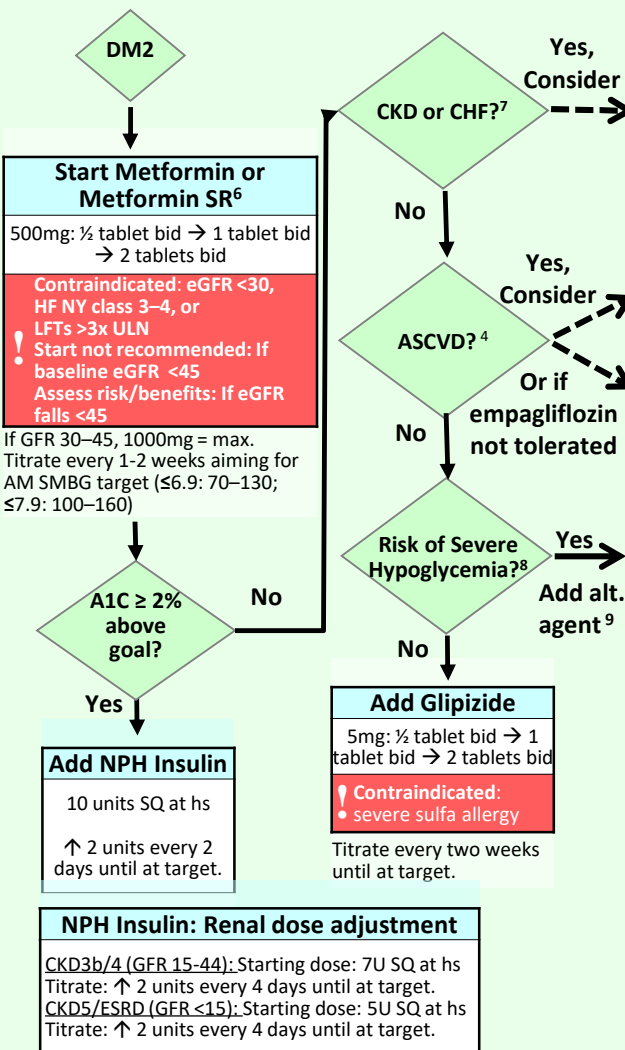 DM2
Start Metformin or
Metformin SR⁶
500mg: ½ tablet bid → 1 tablet bid
→ 2 tablets bid
! Contraindicated: eGFR <30,
HF NY class 3–4, or
LFTs >3x ULN
Start not recommended: If
baseline eGFR <45
Assess risk/benefits: If eGFR
falls <45
If GFR 30–45, 1000mg = max.
Titrate every 1-2 weeks aiming for
AM SMBG target (≤6.9: 70–130;
≤7.9: 100–160)
A1C ≥ 2%
above
goal?
No
Yes
Add NPH Insulin
10 units SQ at hs
↑ 2 units every 2
days until at target.
CKD or CHF?⁷
Yes,
Consider
No
ASCVD? ⁴
Yes,
Consider
Or if
empagliflozin
not tolerated
No
Risk of Severe
Hypoglycemia?⁸
Yes
Add alt.
agent ⁹
No
Add Glipizide
5mg: ½ tablet bid → 1
tablet bid → 2 tablets bid
! Contraindicated:
severe sulfa allergy
Titrate every two weeks
until at target.
NPH Insulin: Renal dose adjustment
CKD3b/4 (GFR 15-44): Starting dose: 7U SQ at hs
Titrate: ↑ 2 units every 4 days until at target.
CKD5/ESRD (GFR <15): Starting dose: 5U SQ at hs
Titrate: ↑ 2 units every 4 days until at target.